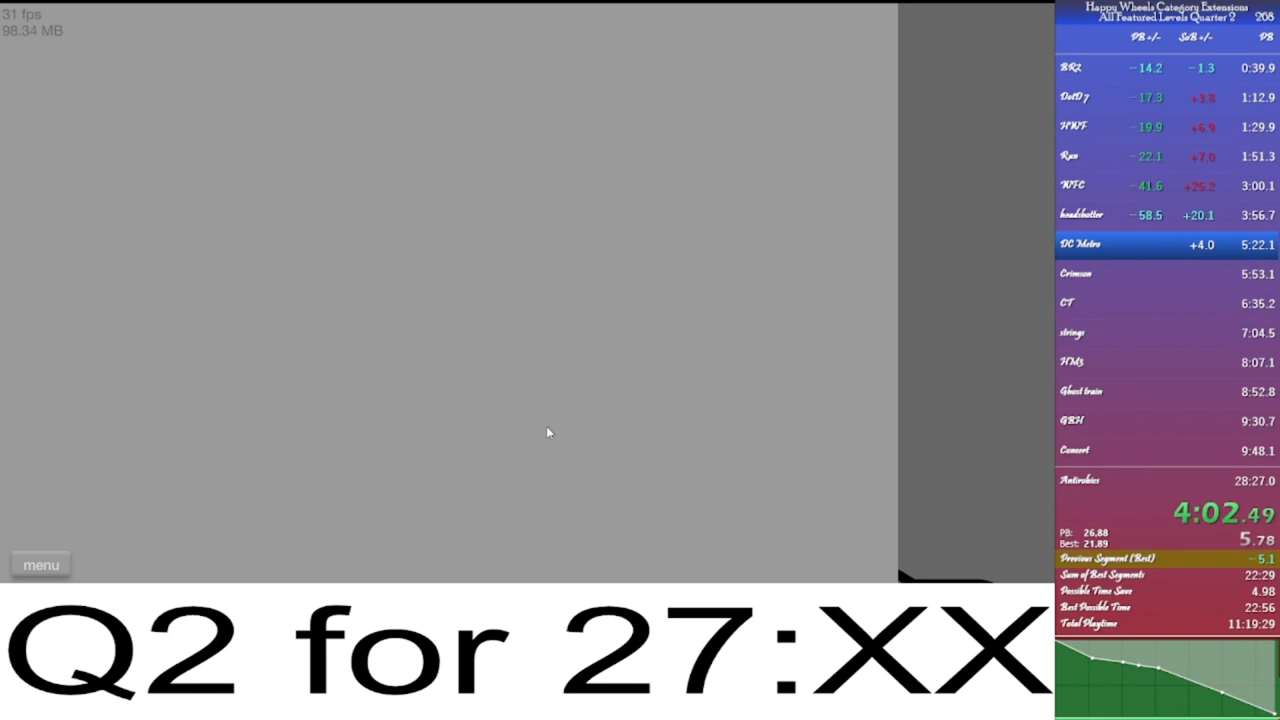 31 fps
98.34 MB
menu
Q2 for 27:XX
Happy Wheels Category Extensions
All Featured Levels Quarter 2 208
PB +/- SoB +/- PB
BR2 −14.2 −1.3 0:39.9
DotD7 −17.3 +3.8 1:12.9
HWF −19.9 +6.9 1:29.9
Run −22.1 +7.0 1:51.3
WFC −41.6 +25.2 3:00.1
headshotter −58.5 +20.1 3:56.7
DC Metro +4.0 5:22.1
Crimson 5:53.1
CT 6:35.2
strings 7:04.5
HM3 8:07.1
Ghost train 8:52.8
GBH 9:30.7
Concert 9:48.1
Antirobics 28:27.0
4:02.49
PB: 26.88
Best: 21.89
5.78
Previous Segment (Best) −5.1
Sum of Best Segments 22:29
Possible Time Save 4.98
Best Possible Time 22:56
Total Playtime 11:19:29